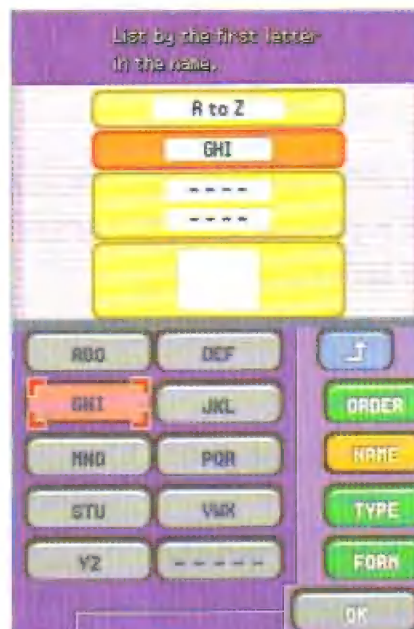 List by the first letter
in the name.
A to Z
GHI
- - - -
- - - -
ABC DEF
GHI JKL ORDER
MNO PQR NAME
STU VWX TYPE
YZ - - - - - FORM
OK